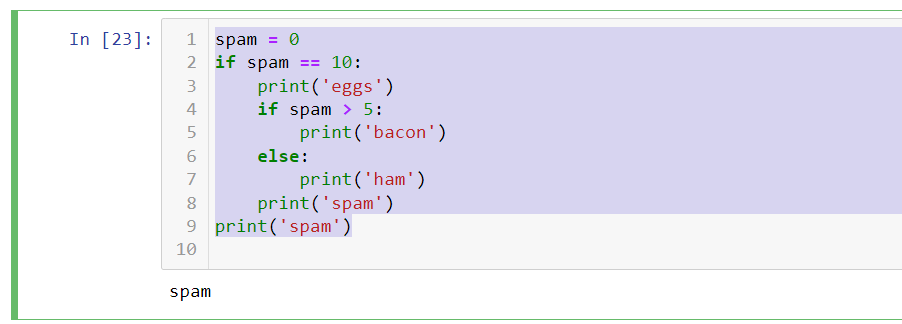 In [23]:
1 spam = 0
2 if spam == 10:
3     print('eggs')
4     if spam > 5:
5         print('bacon')
6     else:
7         print('ham')
8     print('spam')
9 print('spam')
10
spam